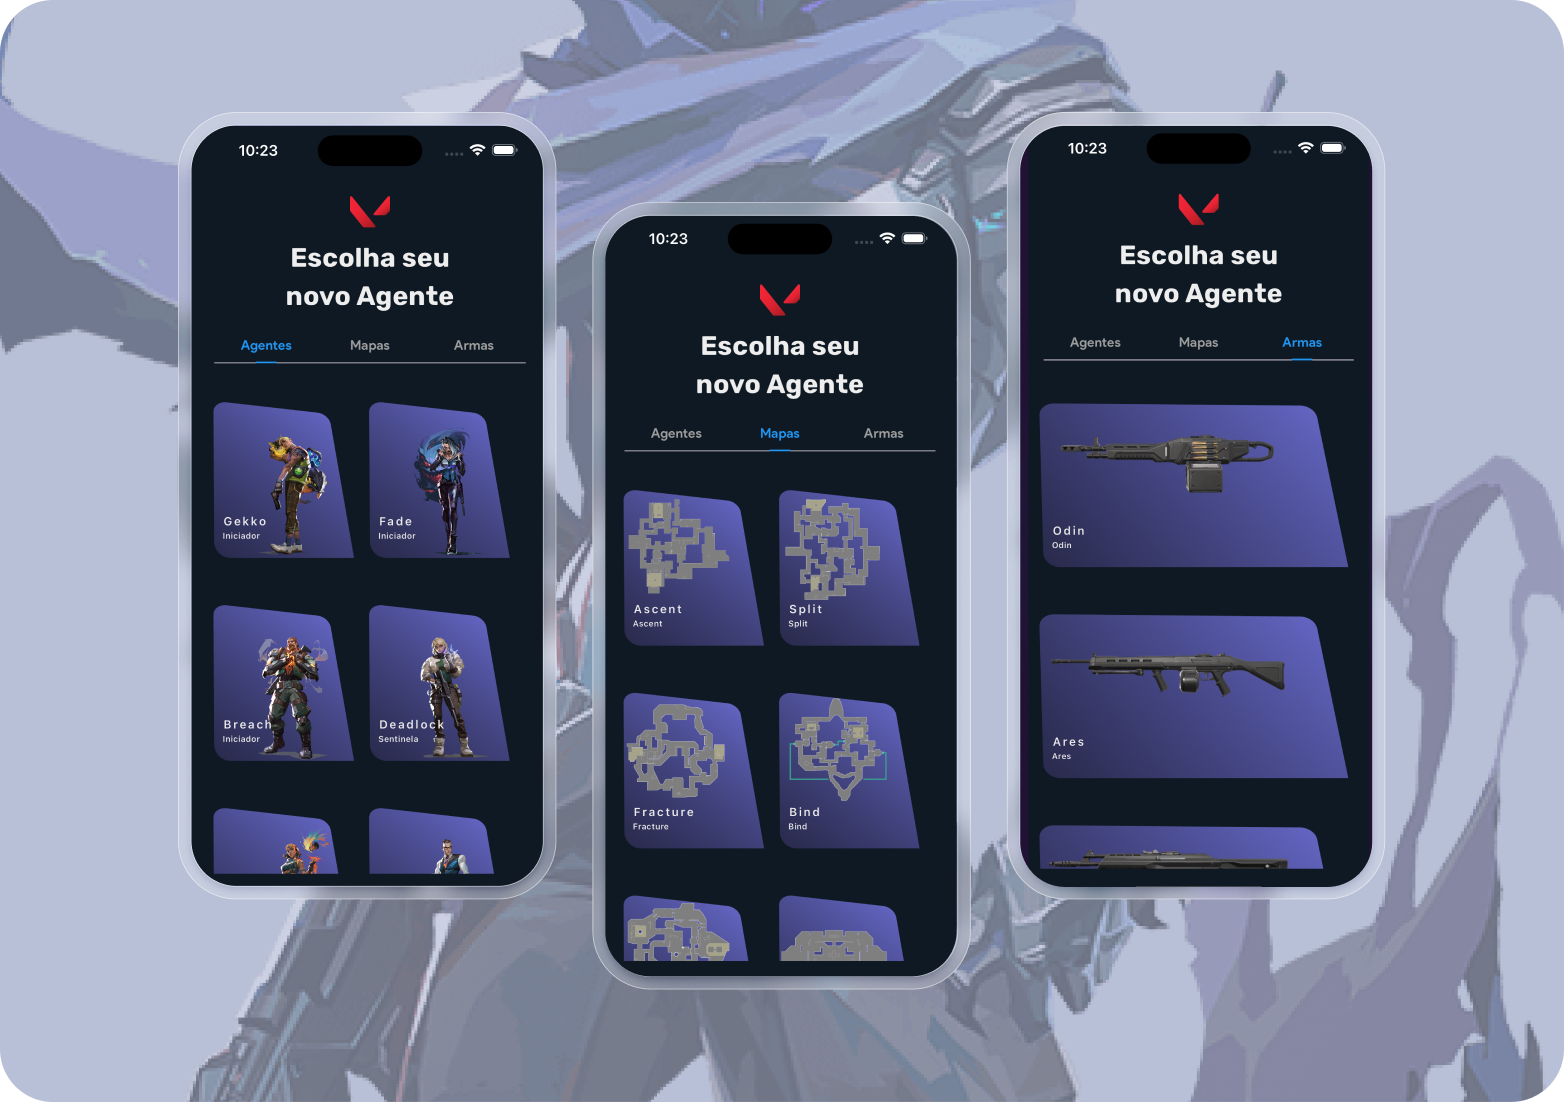 10:23
Escolha seu
novo Agente
Agentes Mapas Armas
Gekko
Iniciador
Fade
Iniciador
Breach
Iniciador
Deadlock
Sentinela
10:23
Escolha seu
novo Agente
Agentes Mapas Armas
Ascent
Ascent
Split
Split
Fracture
Fracture
Bind
Bind
10:23
Escolha seu
novo Agente
Agentes Mapas Armas
Odin
Odin
Ares
Ares